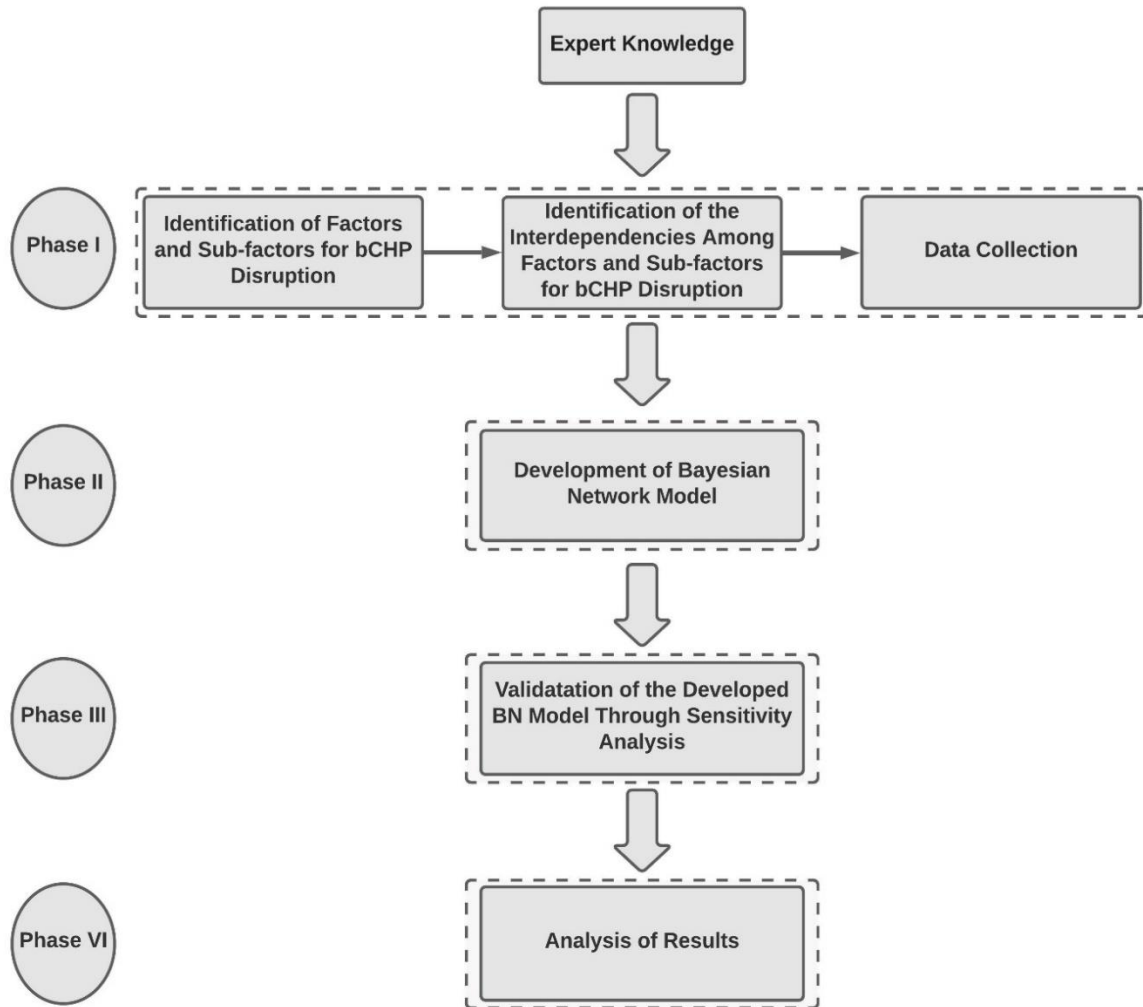 Expert Knowledge
Phase I
Identification of Factors
and Sub-factors for bCHP
Disruption
Identification of the
Interdependencies Among
Factors and Sub-factors
for bCHP Disruption
Data Collection
Phase II
Development of Bayesian
Network Model
Phase III
Validatation of the Developed
BN Model Through Sensitivity
Analysis
Phase VI
Analysis of Results